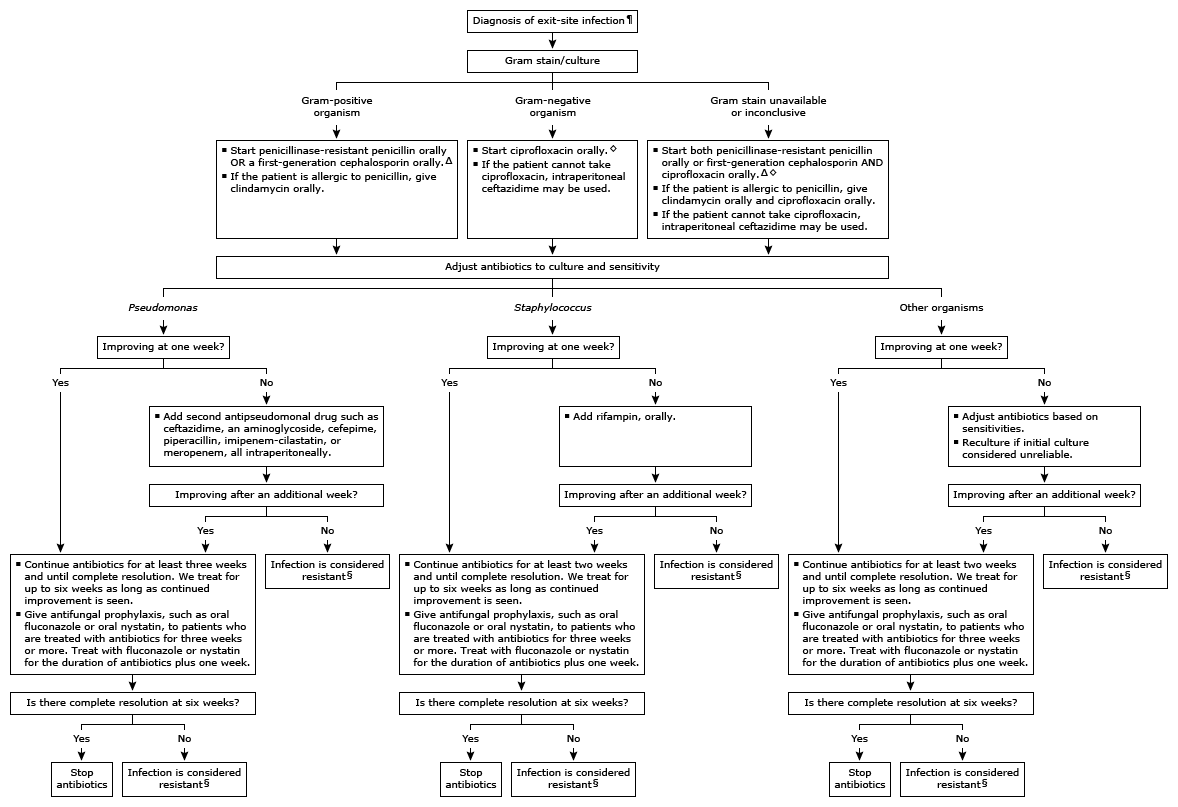 Diagnosis of exit-site infection¶
Gram stain/culture
Gram-positive
organism
Gram-negative
organism
Gram stain unavailable
or inconclusive
▪ Start penicillinase-resistant penicillin orally
OR a first-generation cephalosporin orally.Δ
▪ If the patient is allergic to penicillin, give
clindamycin orally.
▪ Start ciprofloxacin orally.◇
▪ If the patient cannot take
ciprofloxacin, intraperitoneal
ceftazidime may be used.
▪ Start both penicillinase-resistant penicillin
orally or first-generation cephalosporin AND
ciprofloxacin orally.Δ◇
▪ If the patient is allergic to penicillin, give
clindamycin orally and ciprofloxacin orally.
▪ If the patient cannot take ciprofloxacin,
intraperitoneal ceftazidime may be used.
Adjust antibiotics to culture and sensitivity
Pseudomonas
Improving at one week?
Yes
No
▪ Add second antipseudomonal drug such as
ceftazidime, an aminoglycoside, cefepime,
piperacillin, imipenem-cilastatin, or
meropenem, all intraperitoneally.
Improving after an additional week?
Yes
No
▪ Continue antibiotics for at least three weeks
and until complete resolution. We treat for
up to six weeks as long as continued
improvement is seen.
▪ Give antifungal prophylaxis, such as oral
fluconazole or oral nystatin, to patients who
are treated with antibiotics for three weeks
or more. Treat with fluconazole or nystatin
for the duration of antibiotics plus one week.
Infection is considered
resistant§
Is there complete resolution at six weeks?
Yes
No
Stop
antibiotics
Infection is considered
resistant§
Staphylococcus
Improving at one week?
Yes
No
▪ Add rifampin, orally.
Improving after an additional week?
Yes
No
▪ Continue antibiotics for at least two weeks
and until complete resolution. We treat for
up to six weeks as long as continued
improvement is seen.
▪ Give antifungal prophylaxis, such as oral
fluconazole or oral nystatin, to patients who
are treated with antibiotics for three weeks
or more. Treat with fluconazole or nystatin
for the duration of antibiotics plus one week.
Infection is considered
resistant§
Is there complete resolution at six weeks?
Yes
No
Stop
antibiotics
Infection is considered
resistant§
Other organisms
Improving at one week?
Yes
No
▪ Adjust antibiotics based on
sensitivities.
▪ Reculture if initial culture
considered unreliable.
Improving after an additional week?
Yes
No
▪ Continue antibiotics for at least two weeks
and until complete resolution. We treat for
up to six weeks as long as continued
improvement is seen.
▪ Give antifungal prophylaxis, such as oral
fluconazole or oral nystatin, to patients who
are treated with antibiotics for three weeks
or more. Treat with fluconazole or nystatin
for the duration of antibiotics plus one week.
Infection is considered
resistant§
Is there complete resolution at six weeks?
Yes
No
Stop
antibiotics
Infection is considered
resistant§